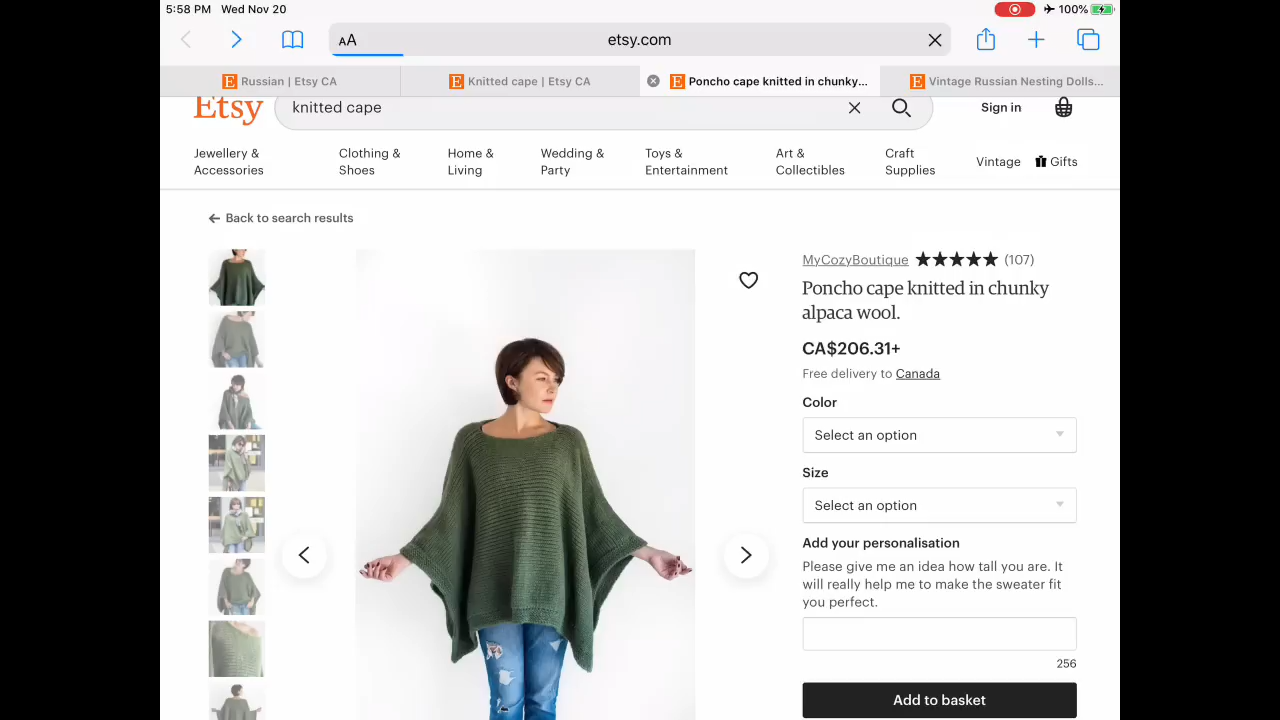 5:58 PM Wed Nov 20
100%
AA
etsy.com
Russian | Etsy CA
Knitted cape | Etsy CA
Poncho cape knitted in chunky...
Vintage Russian Nesting Dolls...
Etsy
knitted cape
Sign in
Jewellery & Accessories
Clothing & Shoes
Home & Living
Wedding & Party
Toys & Entertainment
Art & Collectibles
Craft Supplies
Vintage
Gifts
Back to search results
MyCozyBoutique ★★★★★ (107)
Poncho cape knitted in chunky
alpaca wool.
CA$206.31+
Free delivery to Canada
Color
Select an option
Size
Select an option
Add your personalisation
Please give me an idea how tall you are. It
will really help me to make the sweater fit
you perfect.
256
Add to basket